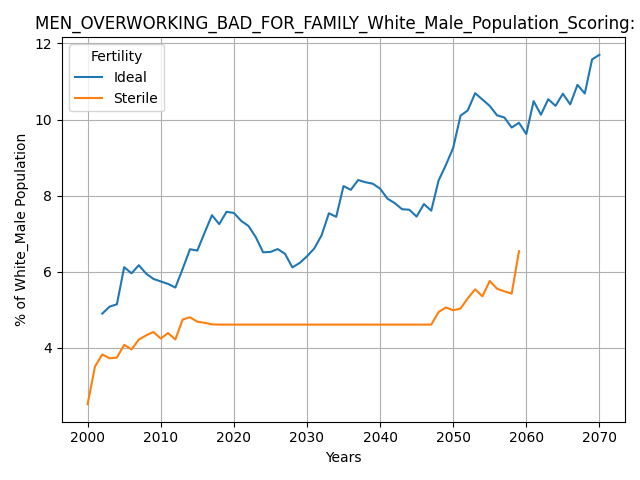 MEN_OVERWORKING_BAD_FOR_FAMILY_White_Male_Population_Scoring:
Fertility
Ideal
Sterile
% of White_Male Population
12
10
8
6
4
2000 2010 2020 2030 2040 2050 2060 2070
Years